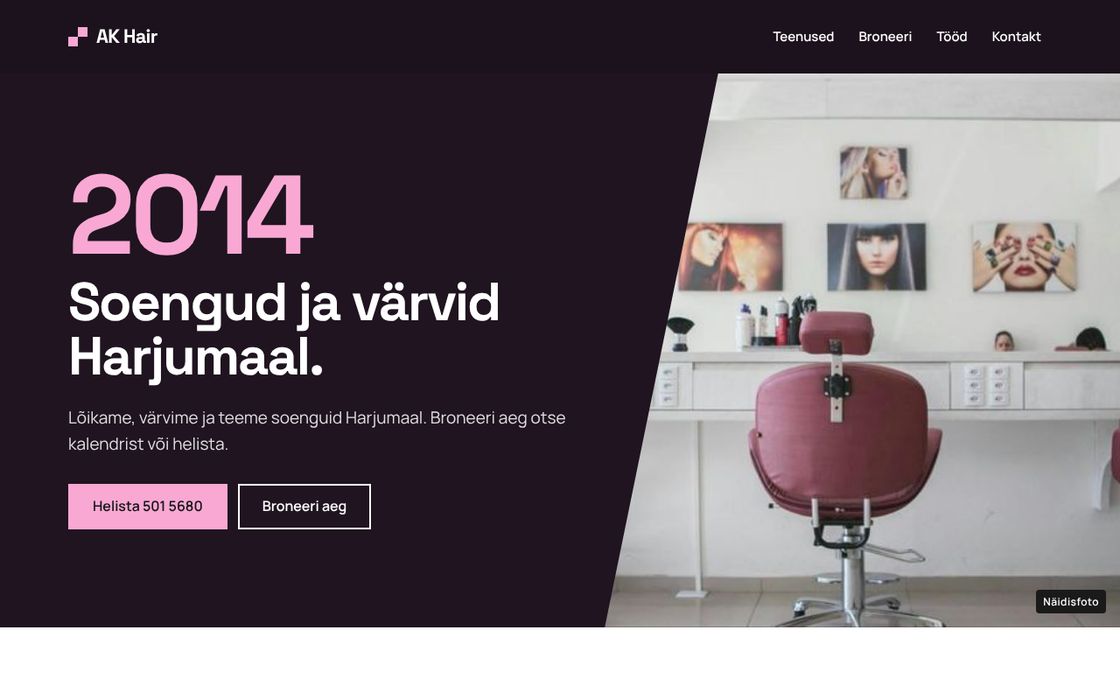 AK Hair
Teenused Broneeri Tööd Kontakt
2014
Soengud ja värvid
Harjumaal.
Lõikame, värvime ja teeme soenguid Harjumaal. Broneeri aeg otse
kalendrist või helista.
Helista 501 5680 Broneeri aeg
Näidisfoto